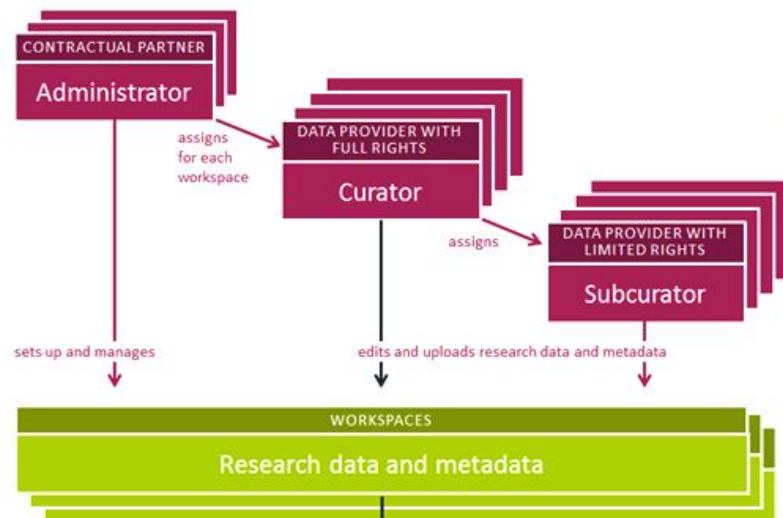 CONTRACTUAL PARTNER
Administrator
assigns
for each
workspace
DATA PROVIDER WITH
FULL RIGHTS
Curator
assigns
DATA PROVIDER WITH
LIMITED RIGHTS
Subcurator
sets up and manages
edits and uploads research data and metadata
WORKSPACES
Research data and metadata